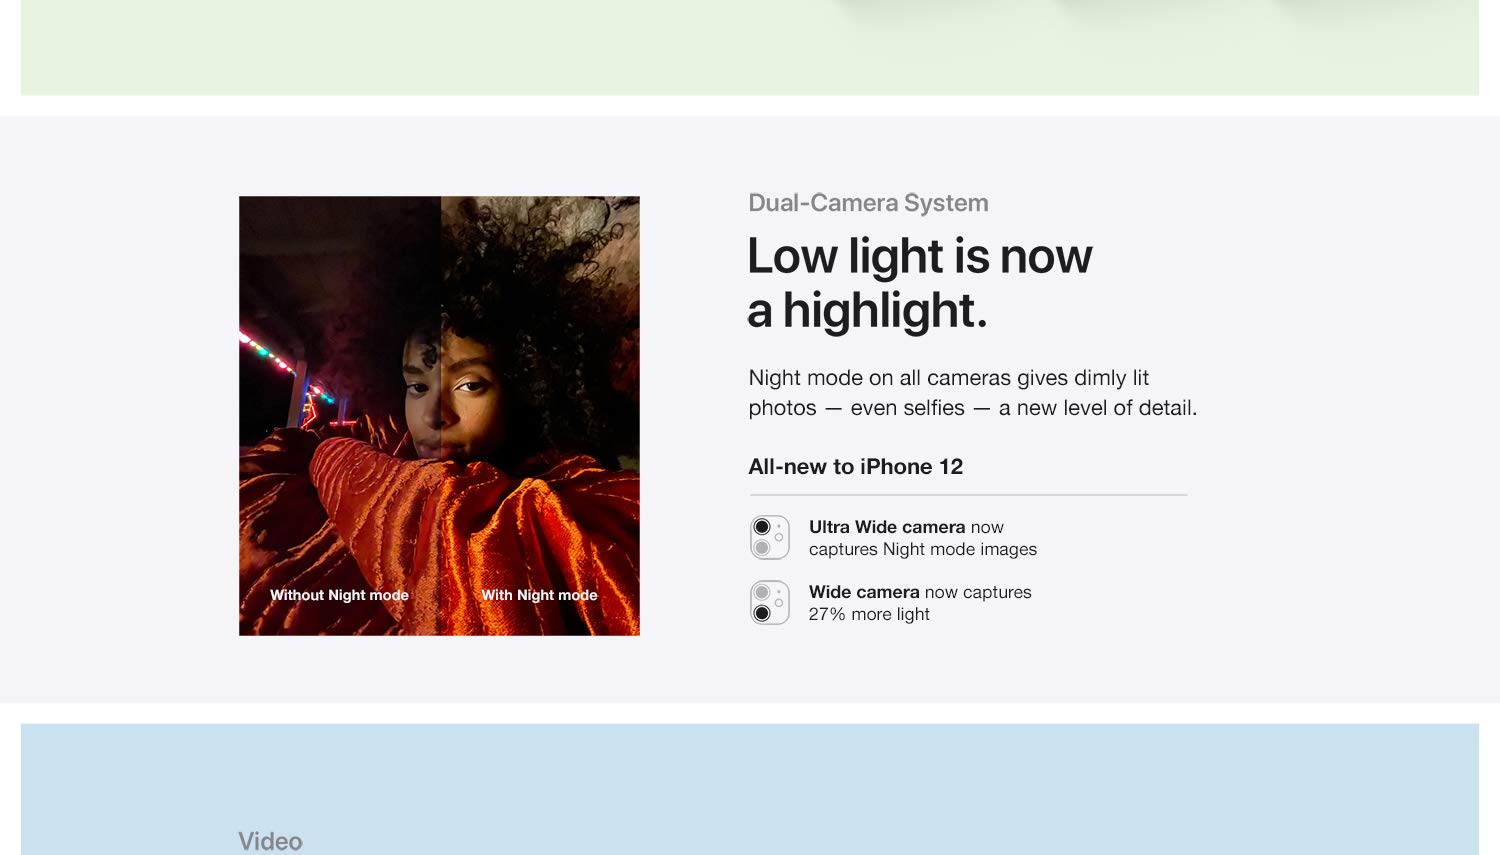 Dual-Camera System
Low light is now
a highlight.
Night mode on all cameras gives dimly lit
photos — even selfies — a new level of detail.
All-new to iPhone 12
Ultra Wide camera now
captures Night mode images
Wide camera now captures
27% more light
Without Night mode
With Night mode
Video